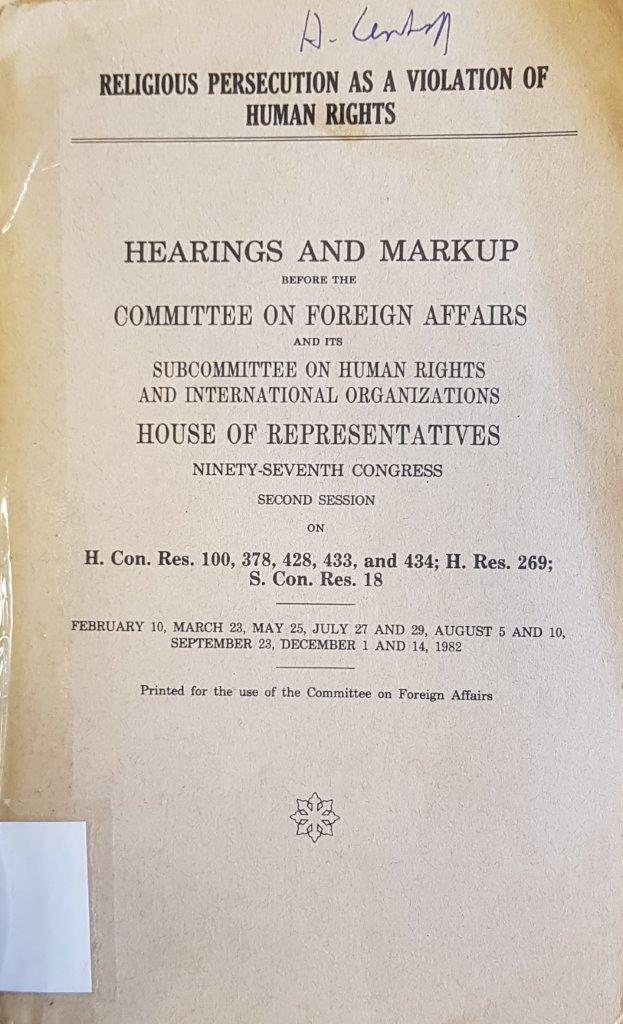 H.
RELIGIOUS PERSECUTION AS A VIOLATION OF
HUMAN RIGHTS
HEARINGS AND MARKUP
BEFORE THE
COMMITTEE ON FOREIGN AFFAIRS
AND ITS
SUBCOMMITTEE ON HUMAN RIGHTS
AND INTERNATIONAL ORGANIZATIONS
HOUSE OF REPRESENTATIVES
NINETY-SEVENTH CONGRESS
SECOND SESSION
ON
H. Con. Res. 100, 378, 428, 433, and 434; H. Res. 269;
S. Con. Res. 18
FEBRUARY 10, MARCH 23, MAY 25, JULY 27 AND 29, AUGUST 5 AND 10,
SEPTEMBER 23, DECEMBER 1 AND 14, 1982
Printed for the use of the Committee on Foreign Affairs